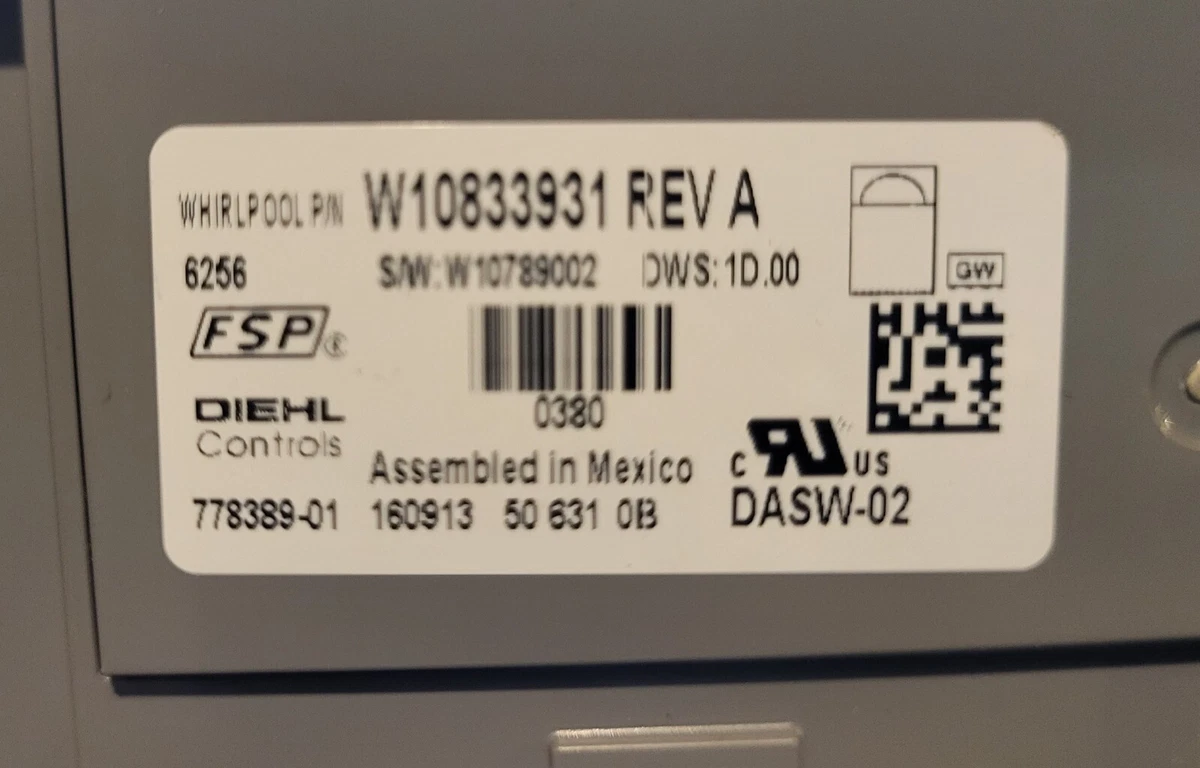 WHIRLPOOL P/N W10833931 REV A
6256 S/W: W10789002 DWS: 1D.00
GW
FSP®
0380
DIEHL
Controls
Assembled in Mexico
C RU US
778389-01 160913 50 631 0B DASW-02